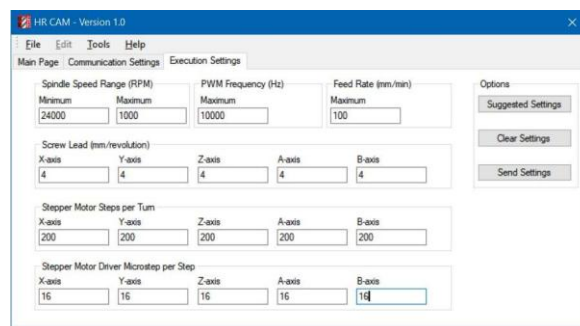 HR CAM - Version 1.0
File Edit Tools Help
Main Page Communication Settings Execution Settings
Spindle Speed Range (RPM) PWM Frequency (Hz) Feed Rate (mm/min) Options
Minimum Maximum Maximum Maximum
24000 1000 10000 100
Suggested Settings
Clear Settings
Send Settings
Screw Lead (mm/revolution)
X-axis Y-axis Z-axis A-axis B-axis
4 4 4 4 4
Stepper Motor Steps per Turn
X-axis Y-axis Z-axis A-axis B-axis
200 200 200 200 200
Stepper Motor Driver Microstep per Step
X-axis Y-axis Z-axis A-axis B-axis
16 16 16 16 16